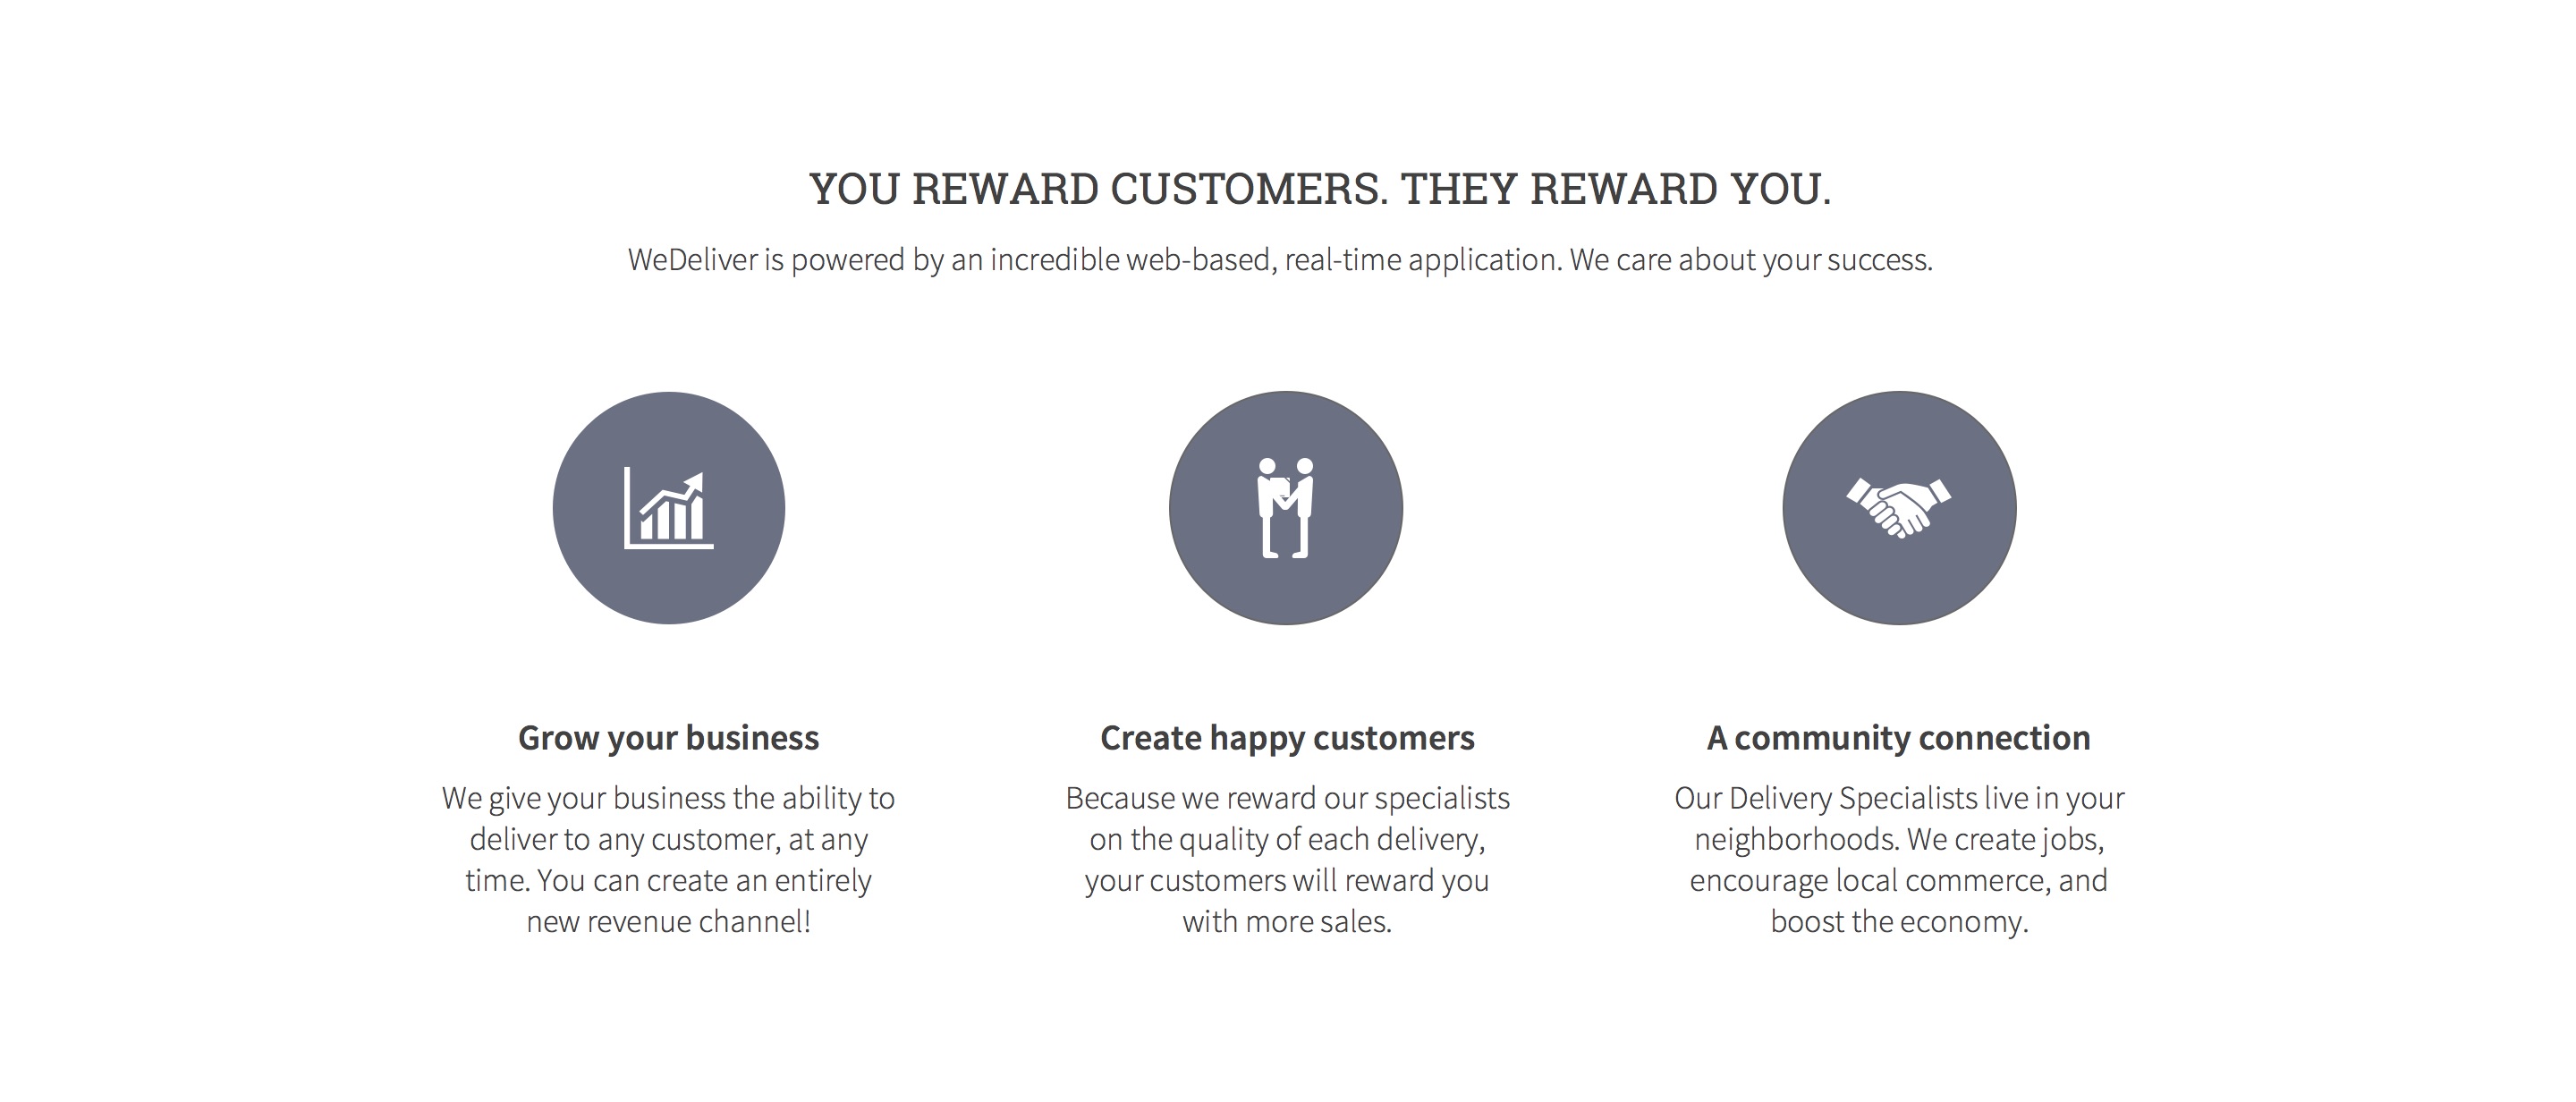 YOU REWARD CUSTOMERS. THEY REWARD YOU.
WeDeliver is powered by an incredible web-based, real-time application. We care about your success.
Grow your business
We give your business the ability to
deliver to any customer, at any
time. You can create an entirely
new revenue channel!
Create happy customers
Because we reward our specialists
on the quality of each delivery,
your customers will reward you
with more sales.
A community connection
Our Delivery Specialists live in your
neighborhoods. We create jobs,
encourage local commerce, and
boost the economy.